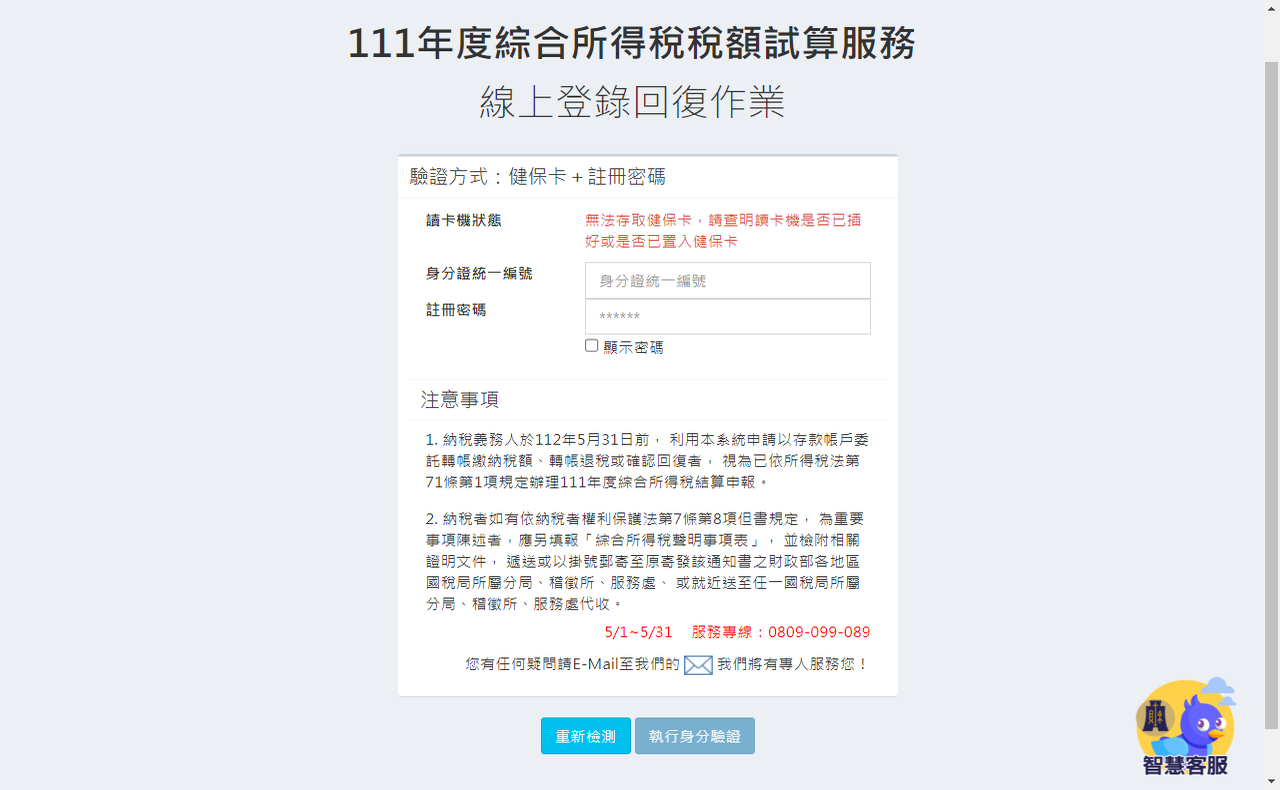 111年度綜合所得稅稅額試算服務
線上登錄回復作業
驗證方式：健保卡＋註冊密碼
讀卡機狀態
無法存取健保卡，請查明讀卡機是否已插
好或是否已置入健保卡
身分證統一編號
身分證統一編號
註冊密碼
******
顯示密碼
注意事項
1. 納稅義務人於112年5月31日前， 利用本系統申請以存款帳戶委
託轉帳繳納稅額、轉帳退稅或確認回復者， 視為已依所得稅法第
71條第1項規定辦理111年度綜合所得稅結算申報。
2. 納稅者如有依納稅者權利保護法第7條第8項但書規定， 為重要
事項陳述者，應另填報「綜合所得稅聲明事項表」， 並檢附相關
證明文件， 遞送或以掛號郵寄至原寄發該通知書之財政部各地區
國稅局所屬分局、稽徵所、服務處、 或就近送至任一國稅局所屬
分局、稽徵所、服務處代收。
5/1~5/31 服務專線：0809-099-089
您有任何疑問請E-Mail至我們的 我們將有專人服務您！
重新檢測 執行身分驗證
智慧客服